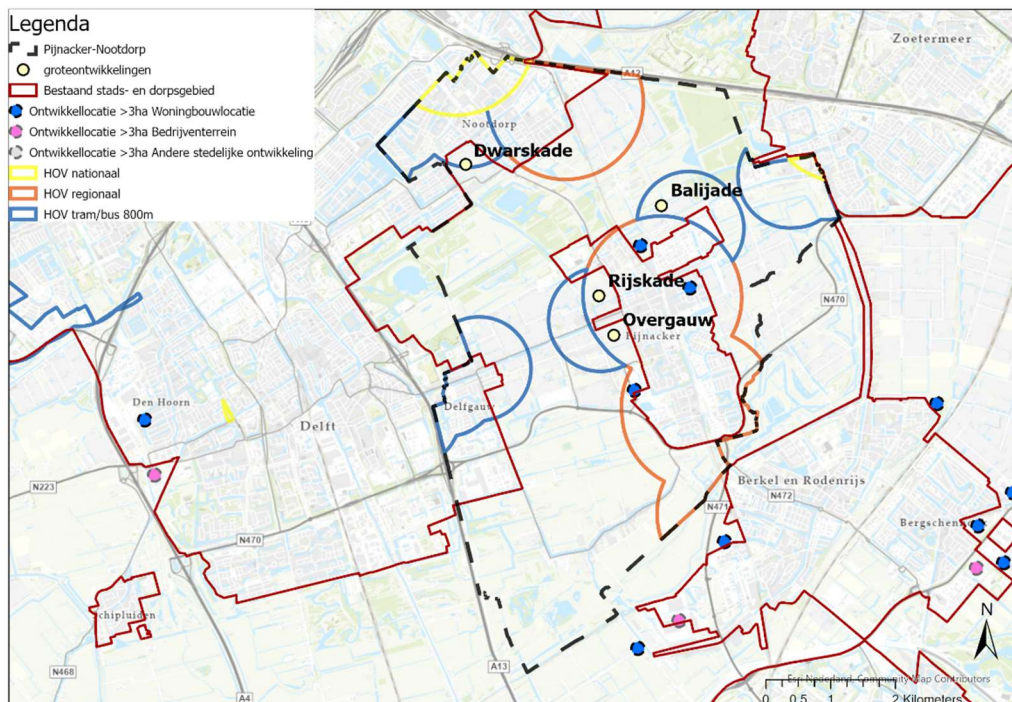 Legenda
Pijnacker-Nootdorp
groteontwikkelingen
Bestaand stads- en dorpsgebied
Ontwikkellocatie >3ha Woningbouwlocatie
Ontwikkellocatie >3ha Bedrijventerrein
Ontwikkellocatie >3ha Andere stedelijke ontwikkeling
HOV nationaal
HOV regionaal
HOV tram/bus 800m
Zoetermeer
A12
Nootdorp
Dwarskade
Balijade
Rijskade
N470
Overgauw
Pijnacker
Den Hoorn
Delfgauw
Delft
N223
Berkel en Rodenrijs
N472
N471
Bergschenhoek
N470
Schipluiden
N468
A4
A13
N
Esri Nederland, Community Map Contributors
0 0.5 1 2 Kilometers